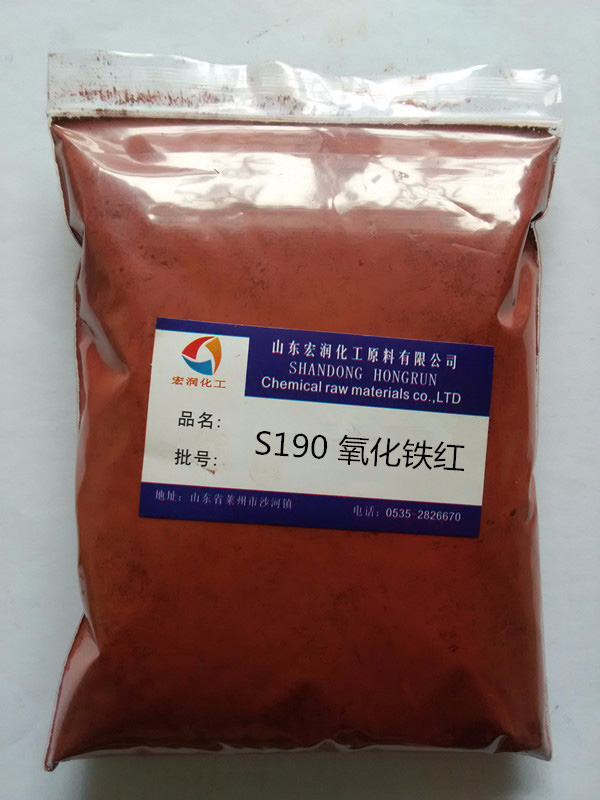 山东宏润化工原料有限公司
SHANDONG HONGRUN
Chemical raw materials co.,LTD
宏润化工
品名:
批号:
S190 氧化铁红
地址: 山东省莱州市沙河镇
电话: 0535-2826670